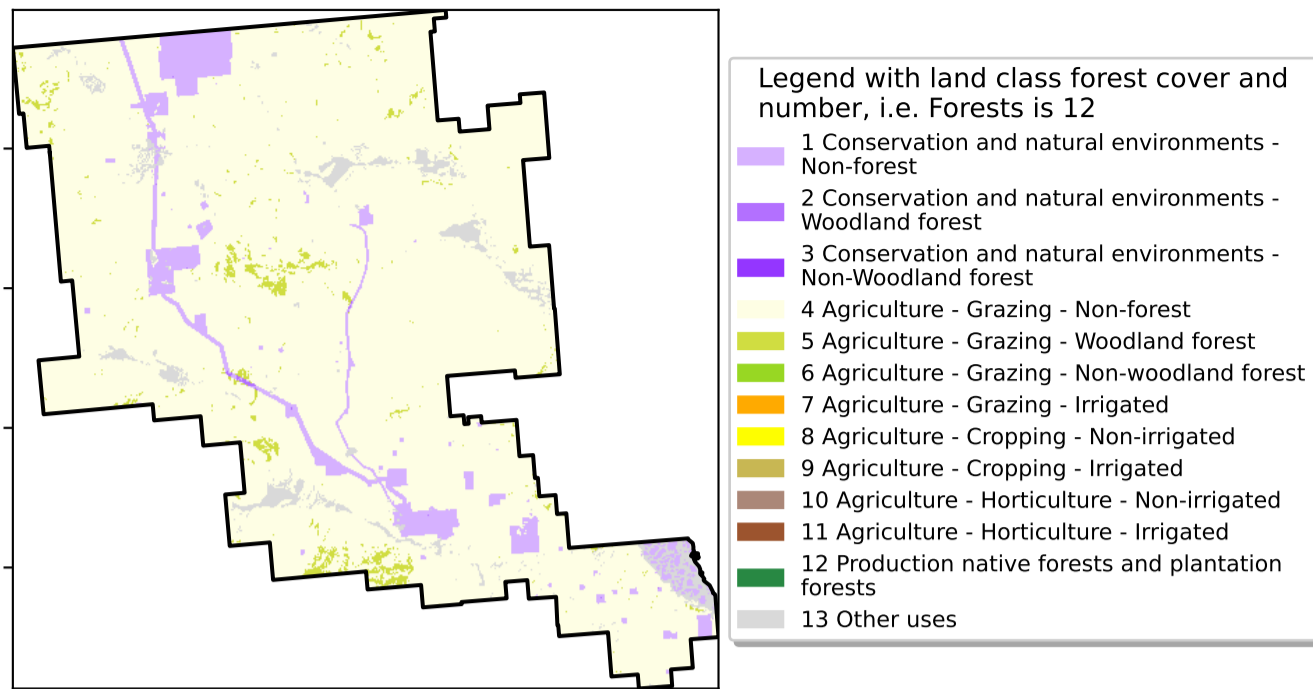 Legend with land class forest cover and
number, i.e. Forests is 12
1 Conservation and natural environments -
Non-forest
2 Conservation and natural environments -
Woodland forest
3 Conservation and natural environments -
Non-Woodland forest
4 Agriculture - Grazing - Non-forest
5 Agriculture - Grazing - Woodland forest
6 Agriculture - Grazing - Non-woodland forest
7 Agriculture - Grazing - Irrigated
8 Agriculture - Cropping - Non-irrigated
9 Agriculture - Cropping - Irrigated
10 Agriculture - Horticulture - Non-irrigated
11 Agriculture - Horticulture - Irrigated
12 Production native forests and plantation
forests
13 Other uses